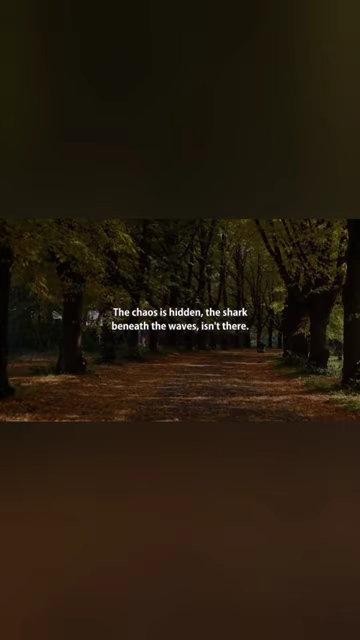 The chaos is hidden, the shark
beneath the waves, isn't there.